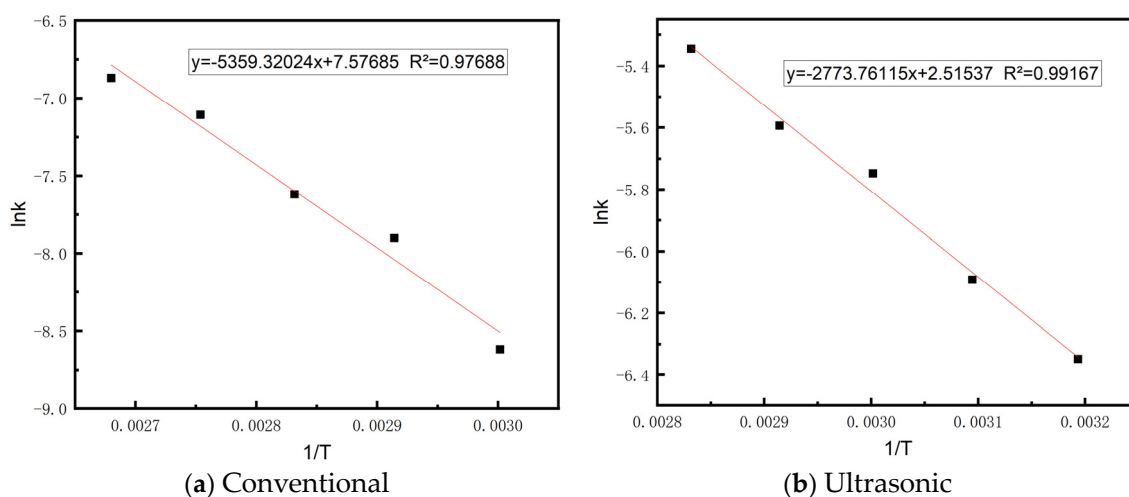 -6.5
-7.0
-7.5
-8.0
-8.5
-9.0
lnk
y=-5359.32024x+7.57685 R²=0.97688
0.0027 0.0028 0.0029 0.0030
1/T
(a) Conventional
-5.4
-5.6
-5.8
-6.0
-6.2
-6.4
lnk
y=-2773.76115x+2.51537 R²=0.99167
0.0028 0.0029 0.0030 0.0031 0.0032
1/T
(b) Ultrasonic